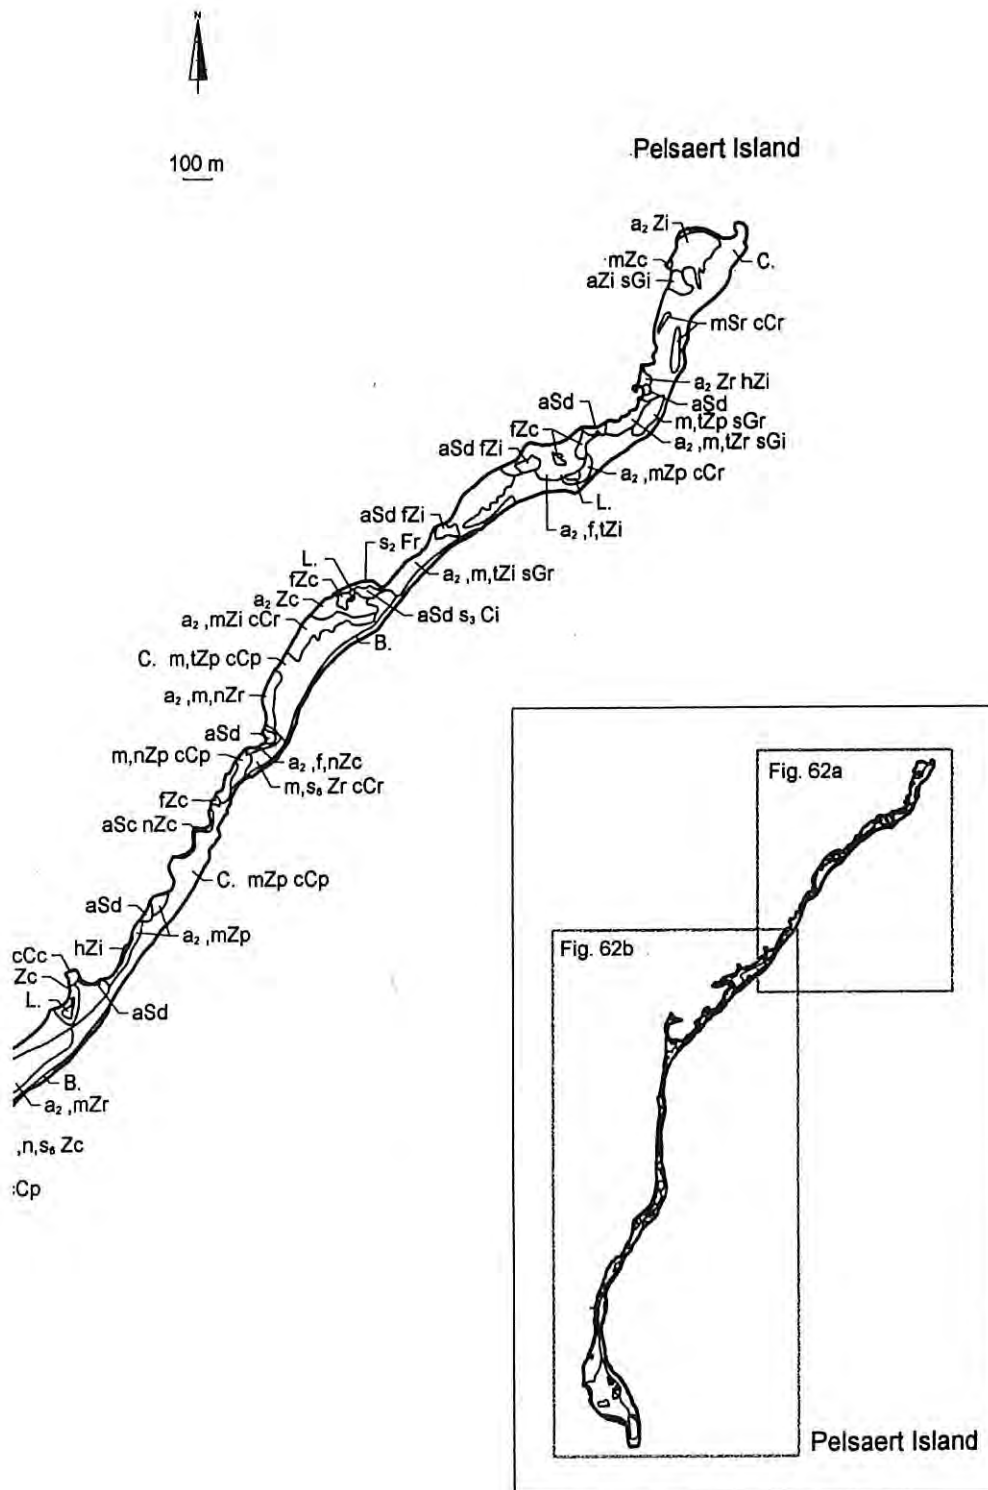 N
100 m
Pelsaert Island
a₂ Zi
mZc
C.
aZi sGi
mSr cCr
a₂ Zr hZi
aSd
aSd
m,tZp sGr
fZc
a₂ ,m,tZr sGi
aSd fZi
a₂ ,mZp cCr
L.
aSd fZi
a₂ ,f,tZi
s₂ Fr
L.
a₂ ,m,tZi sGr
fZc
a₂ Zc
aSd s₃ Ci
a₂ ,mZi cCr
B.
C. m,tZp cCp
a₂ ,m,nZr
aSd
m,nZp cCp
a₂ ,f,nZc
m,s₆ Zr cCr
fZc
aSc nZc
C. mZp cCp
aSd
a₂ ,mZp
hZi
cCc
Zc
L.
aSd
B.
a₂ ,mZr
,n,s₆ Zc
:Cp
Fig. 62a
Fig. 62b
Pelsaert Island